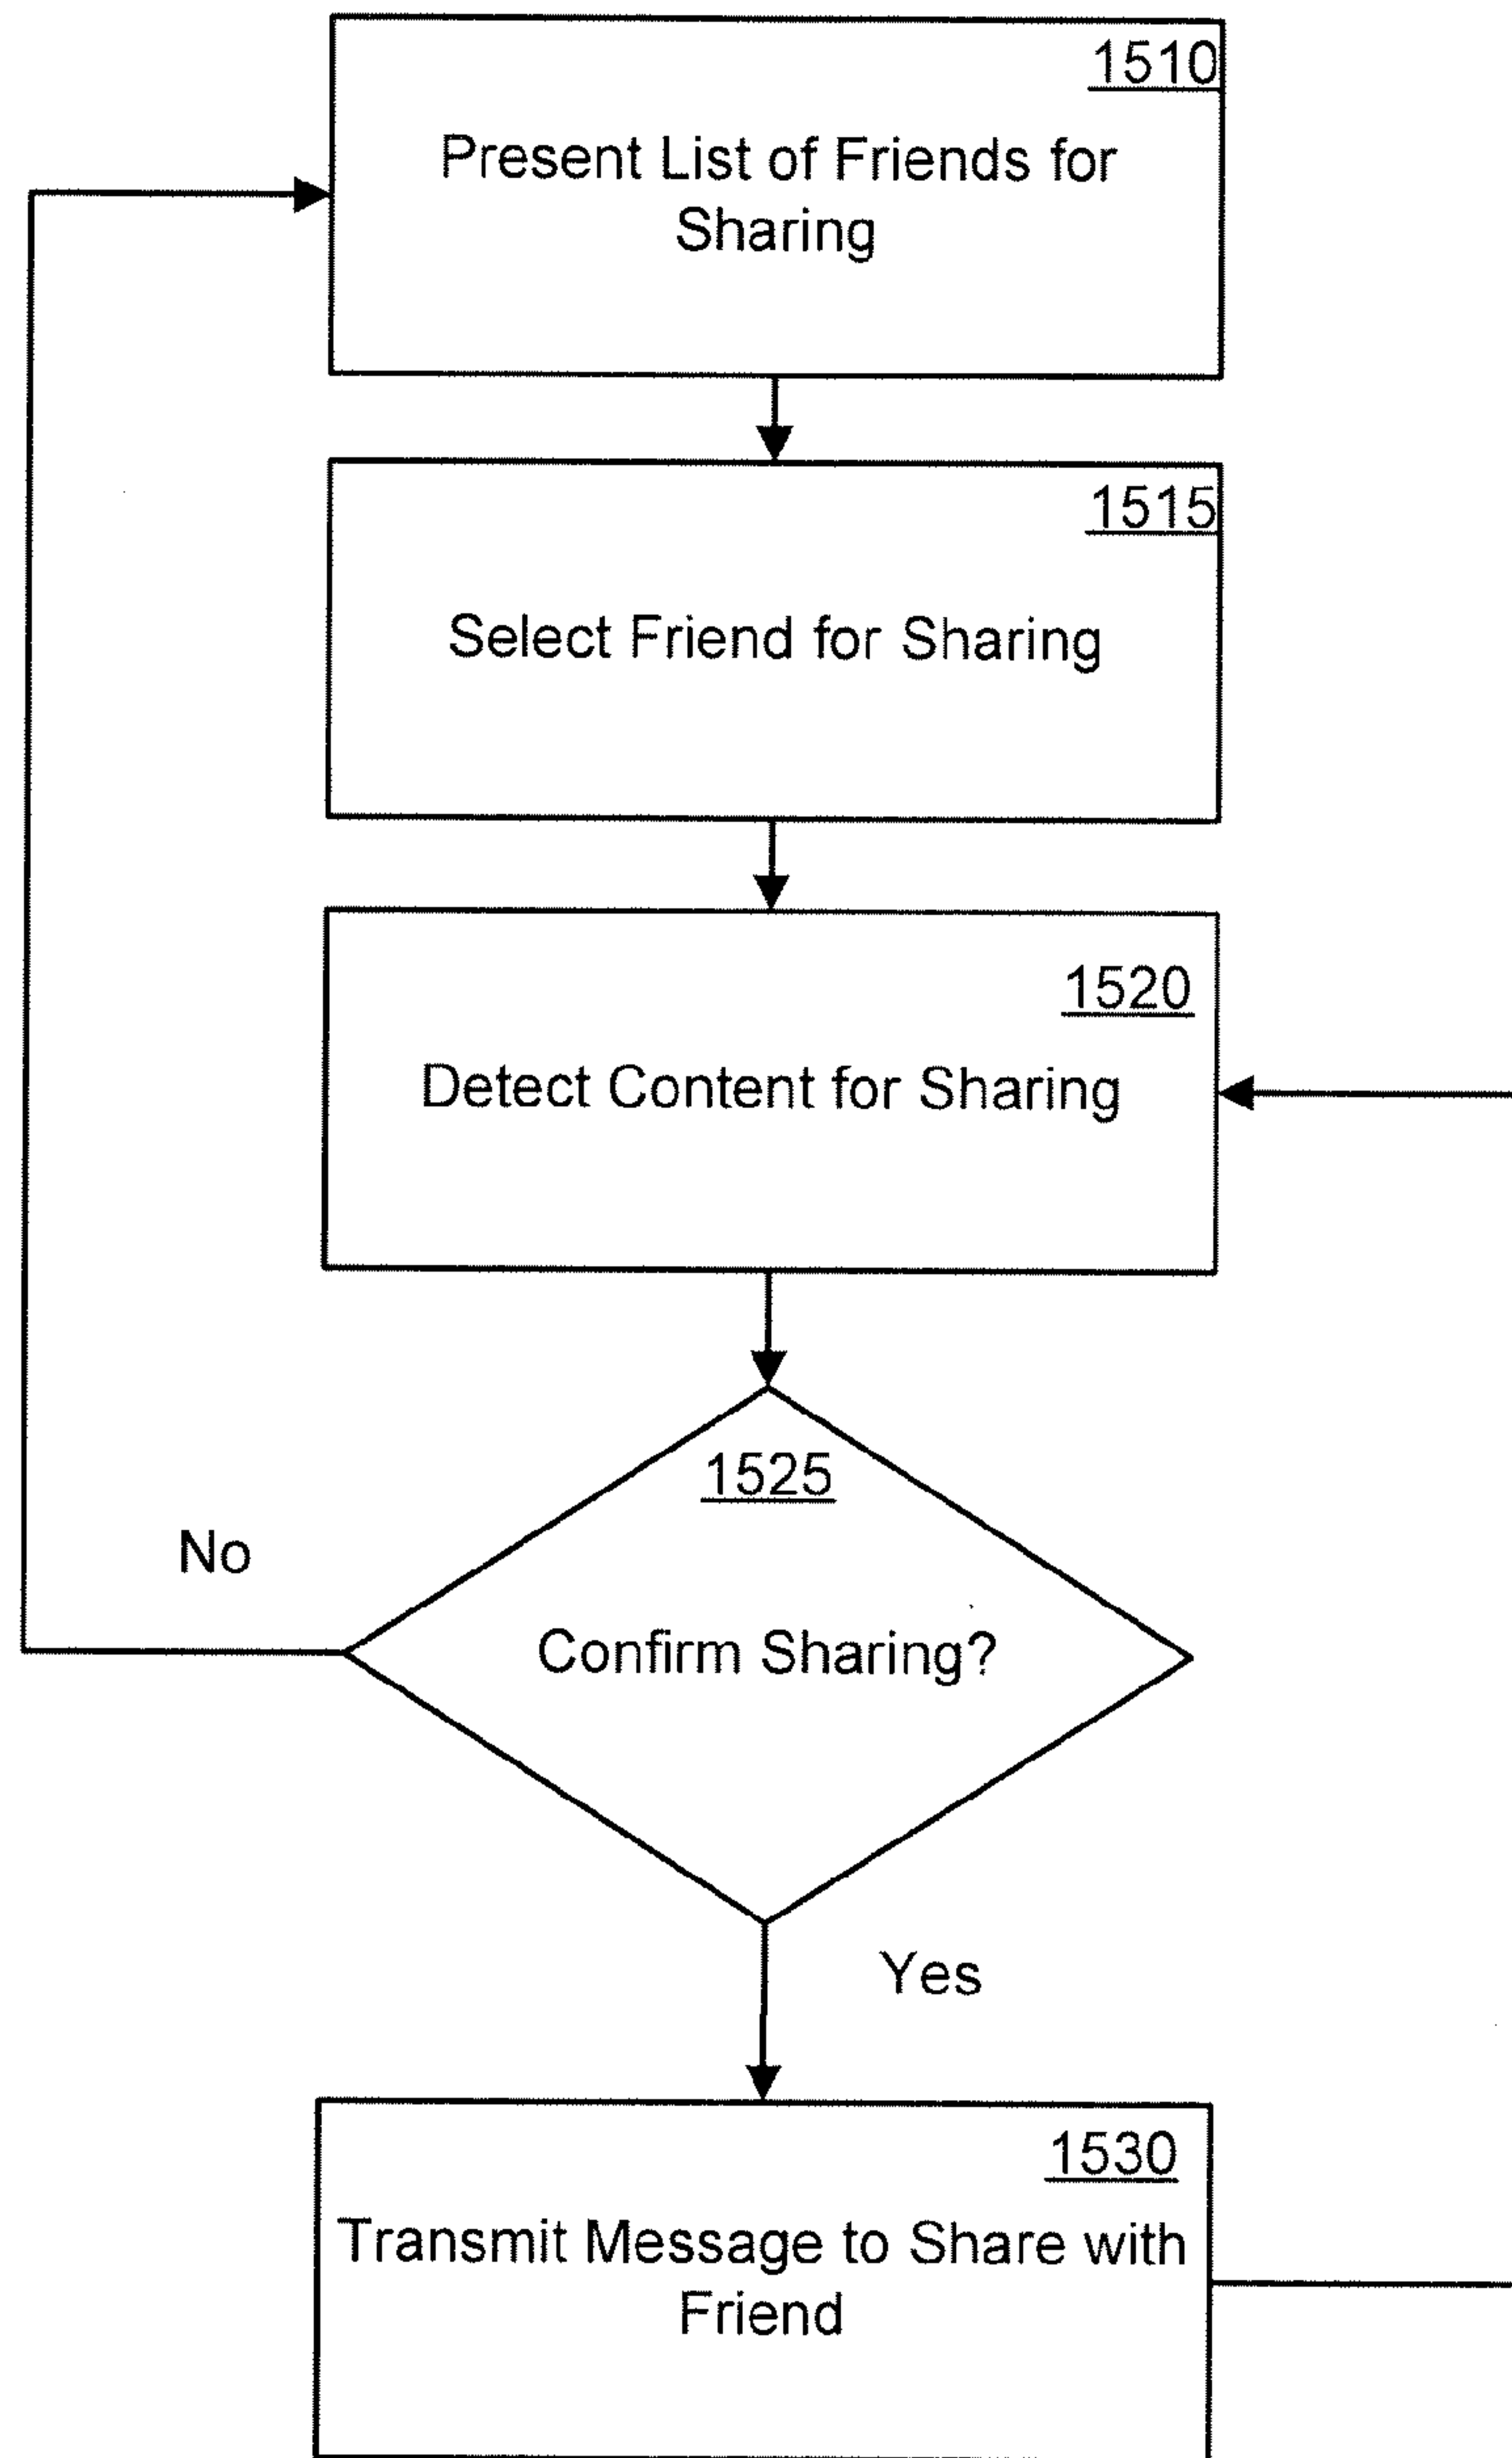 1510
Present List of Friends for
Sharing
1515
Select Friend for Sharing
1520
Detect Content for Sharing
1525
No
Confirm Sharing?
Yes
1530
Transmit Message to Share with
Friend